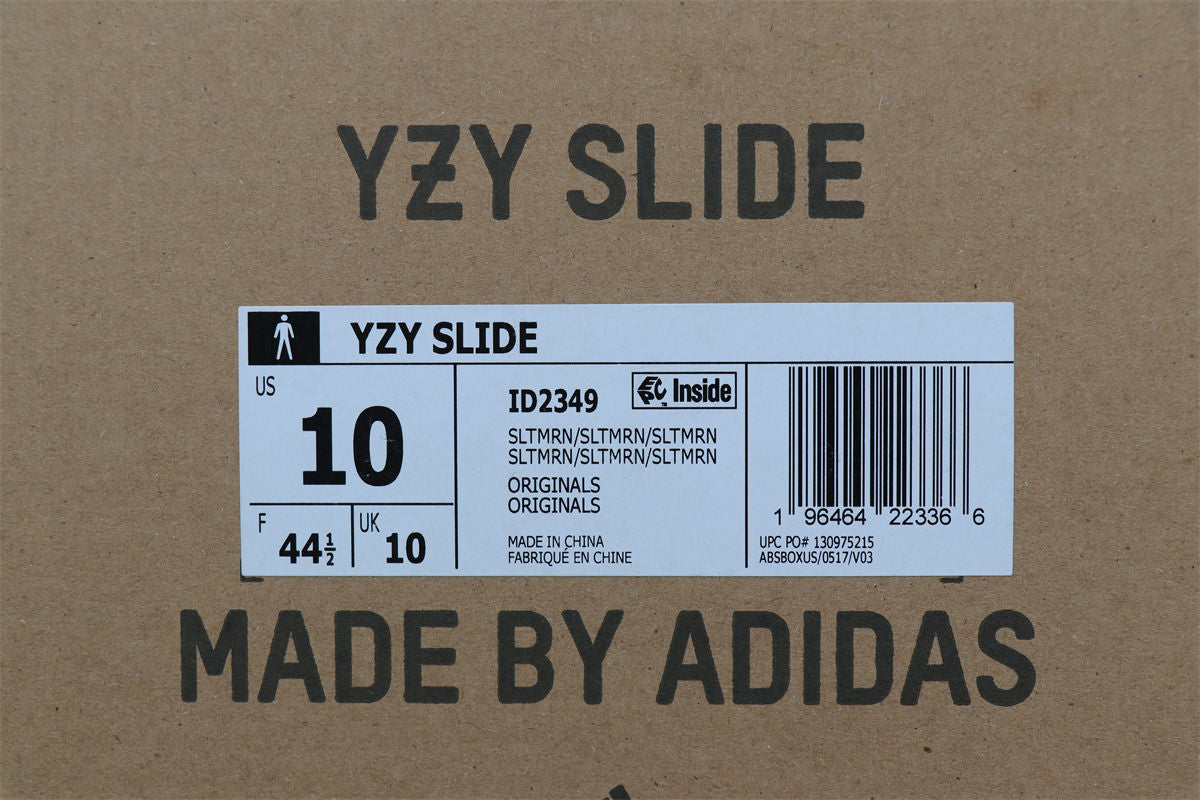 YƵY SLIDE
YZY SLIDE
US
10
F
44½
UK
10
ID2349
EPC™ Inside
SLTMRN/SLTMRN/SLTMRN
SLTMRN/SLTMRN/SLTMRN
ORIGINALS
ORIGINALS
MADE IN CHINA
FABRIQUÉ EN CHINE
1 96464 22336 6
UPC PO# 130975215
ABSBOXUS/0517/V03
MADE BY ADIDAS